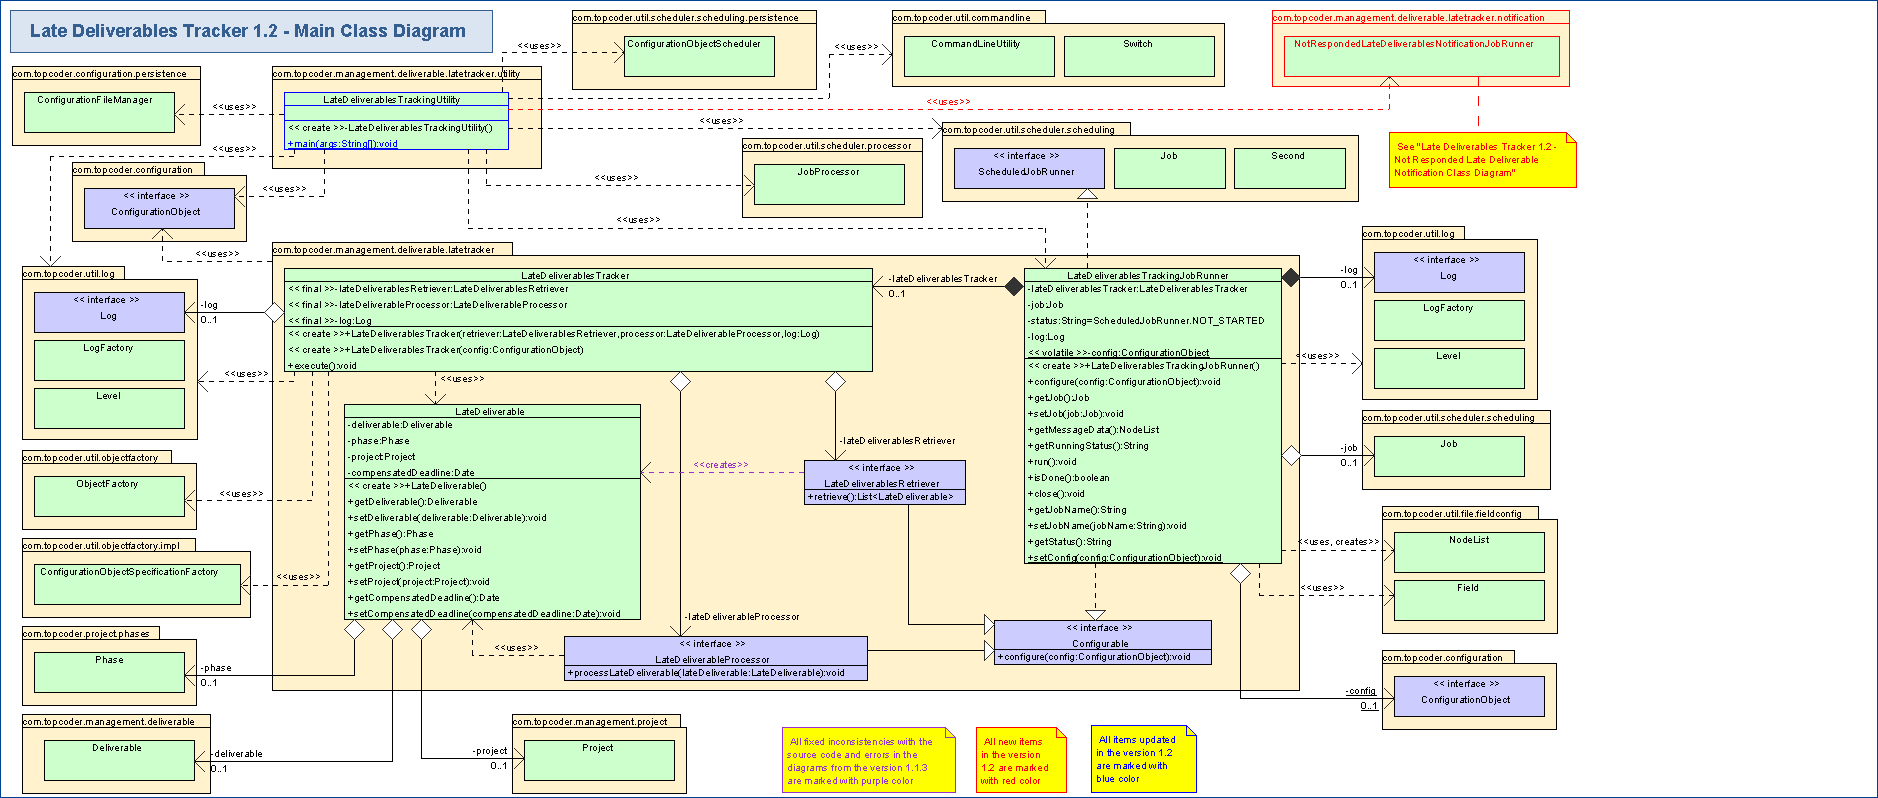 Late Deliverables Tracker 1.2 - Main Class Diagram
com.topcoder.util.scheduler.scheduling.persistence
ConfigurationObjectScheduler
com.topcoder.util.commandline
CommandLineUtility
Switch
com.topcoder.management.deliverable.latetracker.notification
NotRespondedLateDeliverablesNotificationJobRunner
<<uses>>
<<uses>>
com.topcoder.configuration.persistence
ConfigurationFileManager
<<uses>>
com.topcoder.management.deliverable.latetracker.utility
LateDeliverablesTrackingUtility
<< create >>-LateDeliverablesTrackingUtility()
+main(args:String[]):void
<<uses>>
<<uses>>
com.topcoder.util.scheduler.scheduling
<< interface >>
ScheduledJobRunner
Job
Second
See "Late Deliverables Tracker 1.2 -
Not Responded Late Deliverable
Notification Class Diagram"
<<uses>>
com.topcoder.util.scheduler.processor
JobProcessor
<<uses>>
com.topcoder.configuration
<< interface >>
ConfigurationObject
<<uses>>
<<uses>>
<<uses>>
com.topcoder.management.deliverable.latetracker
LateDeliverablesTracker
<< final >>-lateDeliverablesRetriever:LateDeliverablesRetriever
<< final >>-lateDeliverableProcessor:LateDeliverableProcessor
<< final >>-log:Log
<< create >>+LateDeliverablesTracker(retriever:LateDeliverablesRetriever,processor:LateDeliverableProcessor,log:Log)
<< create >>+LateDeliverablesTracker(config:ConfigurationObject)
+execute():void
-lateDeliverablesTracker
0..1
LateDeliverablesTrackingJobRunner
-lateDeliverablesTracker:LateDeliverablesTracker
-job:Job
-status:String=ScheduledJobRunner.NOT_STARTED
-log:Log
<< volatile >>-config:ConfigurationObject
<< create >>+LateDeliverablesTrackingJobRunner()
+configure(config:ConfigurationObject):void
+getJob():Job
+setJob(job:Job):void
+getMessageData():NodeList
+getRunningStatus():String
+run():void
+isDone():boolean
+close():void
+getJobName():String
+setJobName(jobName:String):void
+getStatus():String
+setConfig(config:ConfigurationObject):void
com.topcoder.util.log
<< interface >>
Log
LogFactory
Level
-log
0..1
<<uses>>
com.topcoder.util.log
<< interface >>
Log
LogFactory
Level
-log
0..1
<<uses>>
<<uses>>
LateDeliverable
-deliverable:Deliverable
-phase:Phase
-project:Project
-compensatedDeadline:Date
<< create >>+LateDeliverable()
+getDeliverable():Deliverable
+setDeliverable(deliverable:Deliverable):void
+getPhase():Phase
+setPhase(phase:Phase):void
+getProject():Project
+setProject(project:Project):void
+getCompensatedDeadline():Date
+setCompensatedDeadline(compensatedDeadline:Date):void
-lateDeliverablesRetriever
<<creates>>
<< interface >>
LateDeliverablesRetriever
+retrieve():List<LateDeliverable>
com.topcoder.util.scheduler.scheduling
Job
-job
0..1
com.topcoder.util.objectfactory
ObjectFactory
<<uses>>
com.topcoder.util.file.fieldconfig
NodeList
Field
<<uses, creates>>
<<uses>>
com.topcoder.util.objectfactory.impl
ConfigurationObjectSpecificationFactory
<<uses>>
-lateDeliverableProcessor
<<uses>>
<< interface >>
LateDeliverableProcessor
+processLateDeliverable(lateDeliverable:LateDeliverable):void
<< interface >>
Configurable
+configure(config:ConfigurationObject):void
com.topcoder.project.phases
Phase
-phase
0..1
com.topcoder.configuration
<< interface >>
ConfigurationObject
-config
0..1
com.topcoder.management.deliverable
Deliverable
-deliverable
0..1
com.topcoder.management.project
Project
-project
0..1
All fixed inconsistencies with the
source code and errors in the
diagrams from the version 1.1.3
are marked with purple color
All new items
in the version
1.2 are marked
with red color
All items updated
in the version 1.2
are marked with
blue color